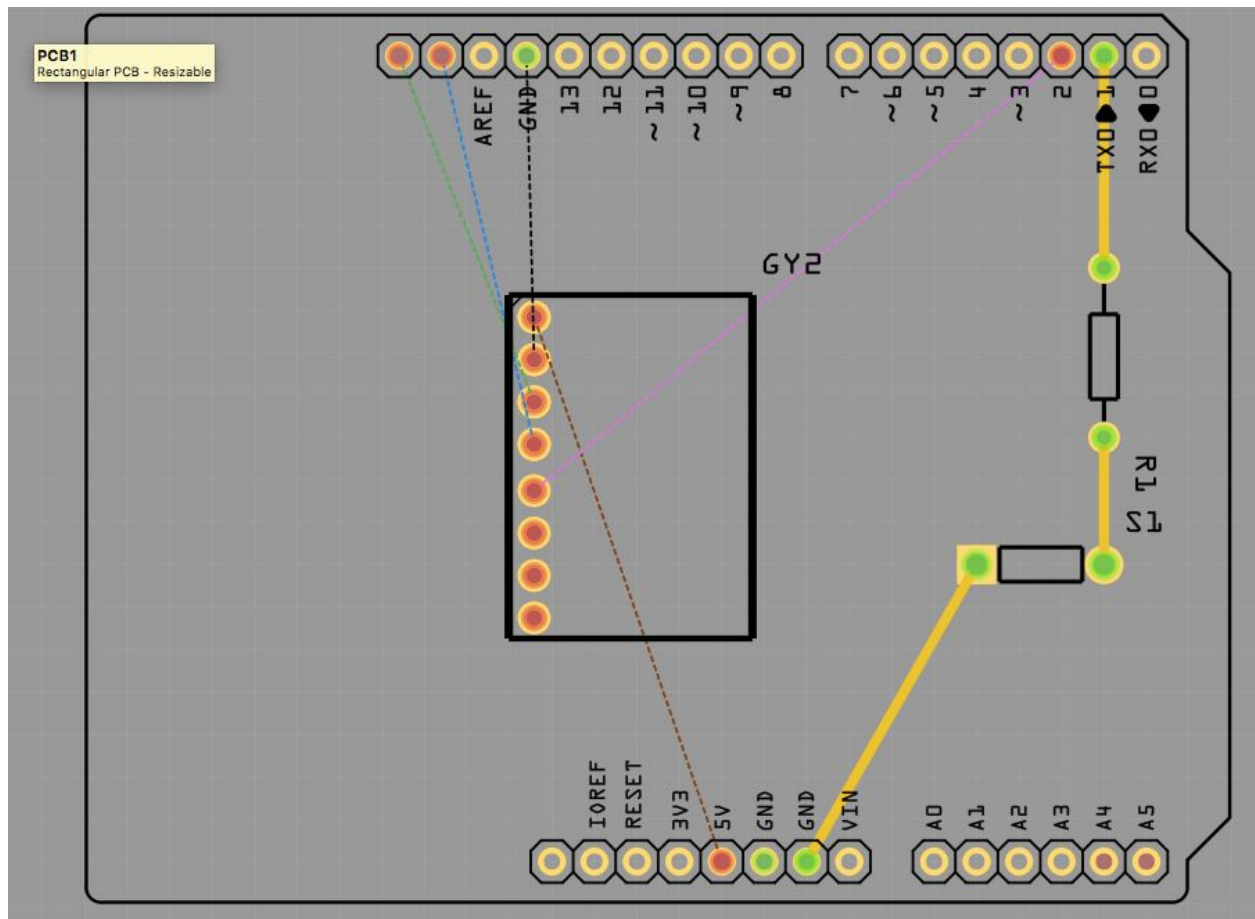 PCB1
Rectangular PCB - Resizable
AREF
GND
13
12
~11
~10
~9
8
7
~6
~5
4
~3
2
TX0▶1
RX0◀0
GY2
R1
S1
IOREF
RESET
3V3
5V
GND
GND
VIN
A0
A1
A2
A3
A4
A5